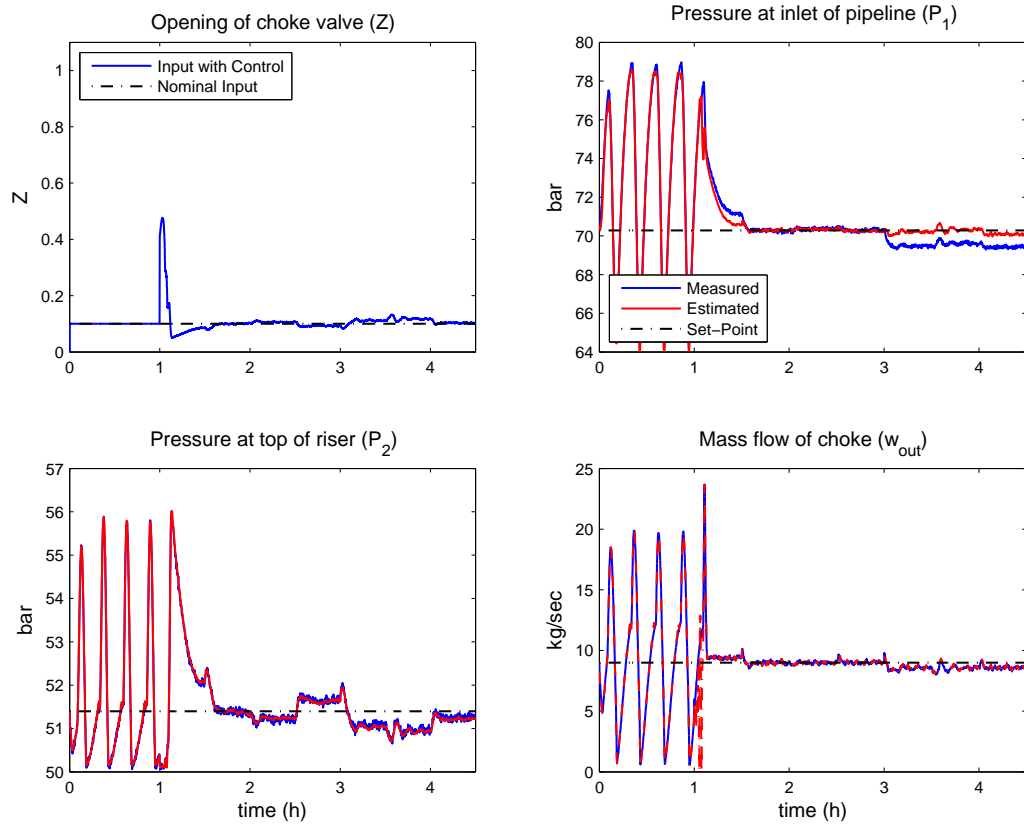 Opening of choke valve (Z)
1
0.8
0.6
0.4
0.2
0
Z
Input with Control
Nominal Input
0 1 2 3 4
Pressure at inlet of pipeline (P1)
80
78
76
74
72
70
68
66
64
bar
Measured
Estimated
Set−Point
0 1 2 3 4
Pressure at top of riser (P2)
57
56
55
54
53
52
51
50
bar
0 1 2 3 4
time (h)
Mass flow of choke (wout)
25
20
15
10
5
0
kg/sec
0 1 2 3 4
time (h)